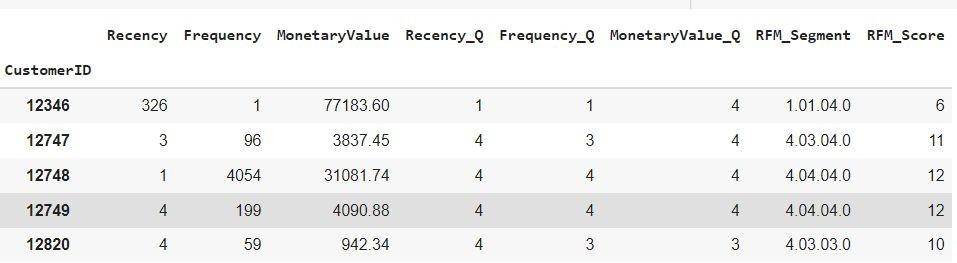 Recency Frequency MonetaryValue Recency_Q Frequency_Q MonetaryValue_Q RFM_Segment RFM_Score
CustomerID
12346 326 1 77183.60 1 1 4 1.01.04.0 6
12747 3 96 3837.45 4 3 4 4.03.04.0 11
12748 1 4054 31081.74 4 4 4 4.04.04.0 12
12749 4 199 4090.88 4 4 4 4.04.04.0 12
12820 4 59 942.34 4 3 3 4.03.03.0 10